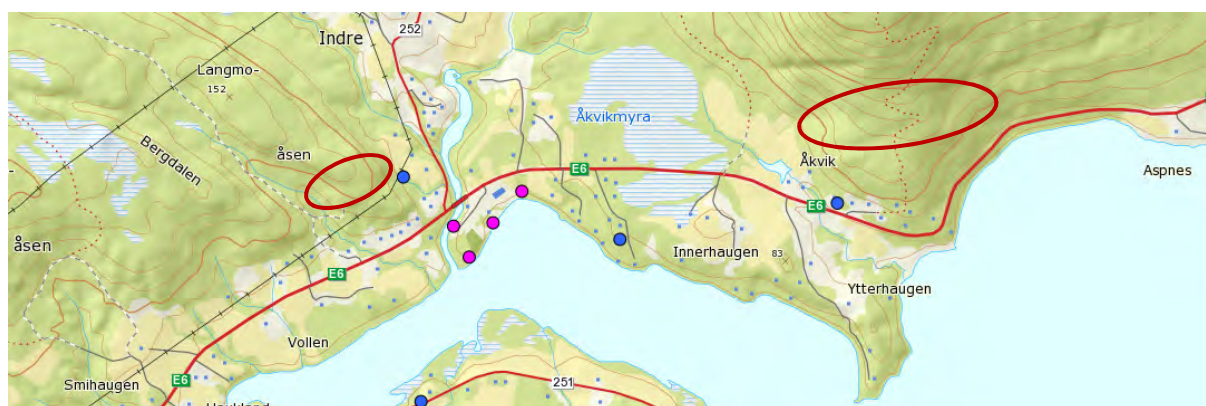 252
Indre
Langmo-
152
Åkvikmyra
Bergdalen
åsen
E6
Åkvik
Aspnes
E6
åsen
Innerhaugen
83
E6
Ytterhaugen
Vollen
E6
Smihaugen
251